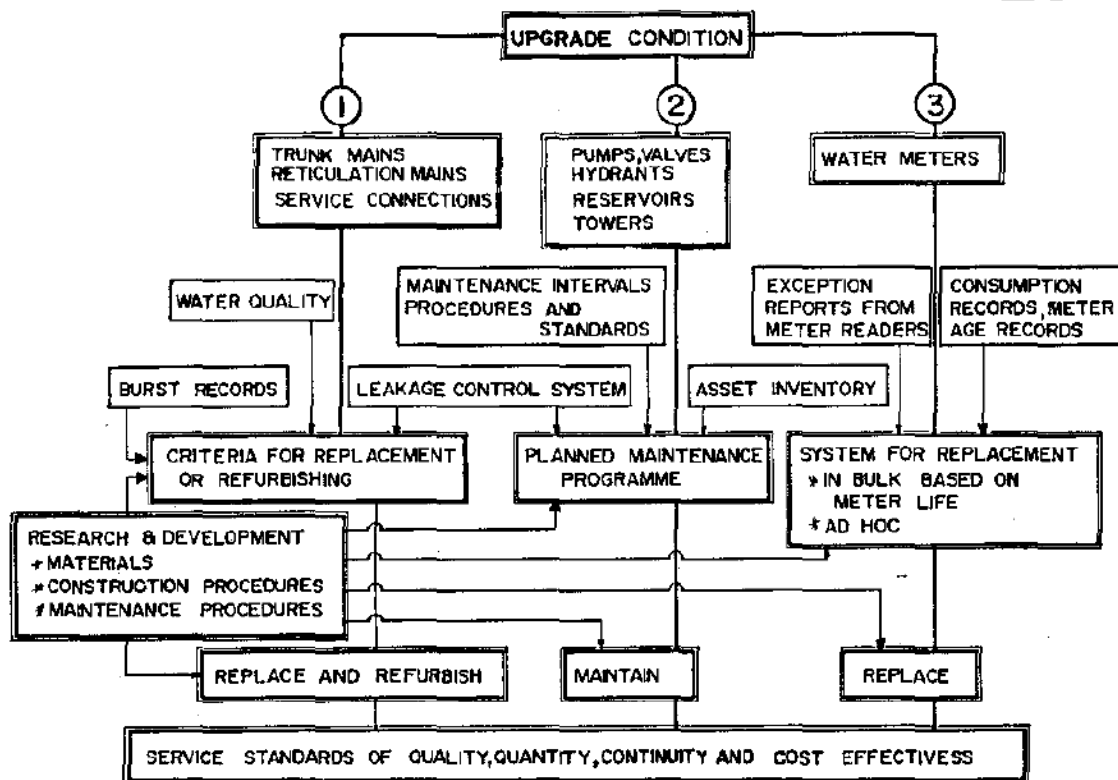 UPGRADE CONDITION
1
2
3
TRUNK MAINS
RETICULATION MAINS
SERVICE CONNECTIONS
PUMPS, VALVES
HYDRANTS
RESERVOIRS
TOWERS
WATER METERS
WATER QUALITY
MAINTENANCE INTERVALS
PROCEDURES AND
STANDARDS
EXCEPTION
REPORTS FROM
METER READERS
CONSUMPTION
RECORDS, METER
AGE RECORDS
BURST RECORDS
LEAKAGE CONTROL SYSTEM
ASSET INVENTORY
CRITERIA FOR REPLACEMENT
OR REFURBISHING
PLANNED MAINTENANCE
PROGRAMME
SYSTEM FOR REPLACEMENT
* IN BULK BASED ON
METER LIFE
* AD HOC
RESEARCH & DEVELOPMENT
* MATERIALS
* CONSTRUCTION PROCEDURES
* MAINTENANCE PROCEDURES
REPLACE AND REFURBISH
MAINTAIN
REPLACE
SERVICE STANDARDS OF QUALITY, QUANTITY, CONTINUITY AND COST EFFECTIVESS